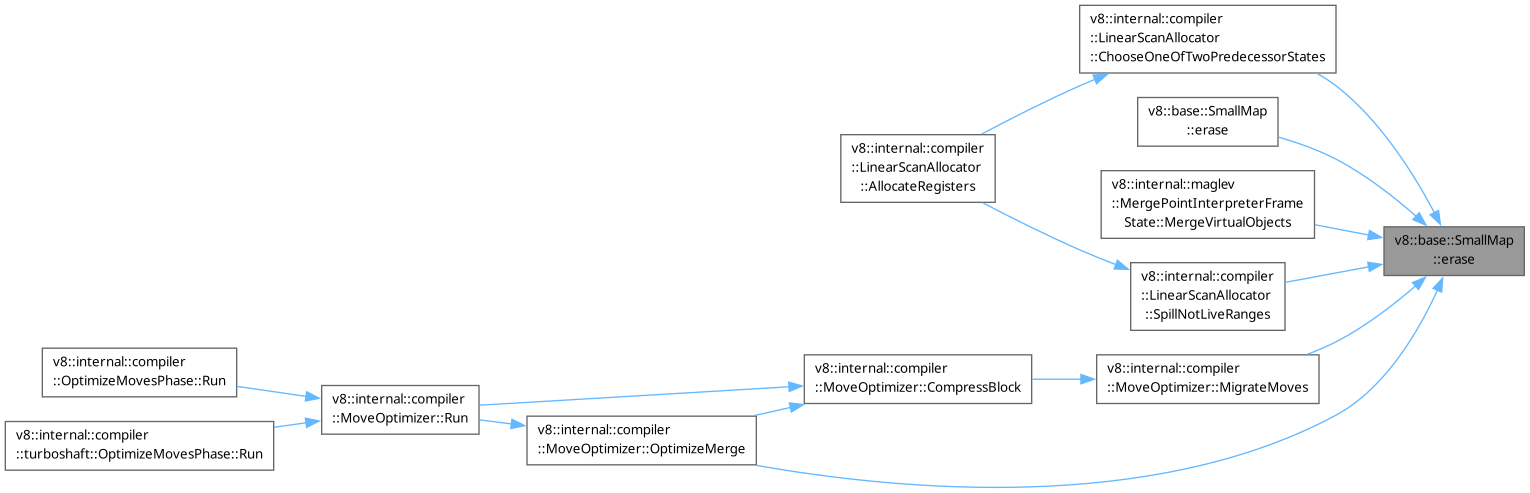 v8::internal::compiler
::LinearScanAllocator
::ChooseOneOfTwoPredecessorStates
v8::base::SmallMap
::erase
v8::internal::compiler
::LinearScanAllocator
::AllocateRegisters
v8::internal::maglev
::MergePointInterpreterFrame
State::MergeVirtualObjects
v8::base::SmallMap
::erase
v8::internal::compiler
::LinearScanAllocator
::SpillNotLiveRanges
v8::internal::compiler
::OptimizeMovesPhase::Run
v8::internal::compiler
::MoveOptimizer::CompressBlock
v8::internal::compiler
::MoveOptimizer::MigrateMoves
v8::internal::compiler
::MoveOptimizer::Run
v8::internal::compiler
::turboshaft::OptimizeMovesPhase::Run
v8::internal::compiler
::MoveOptimizer::OptimizeMerge